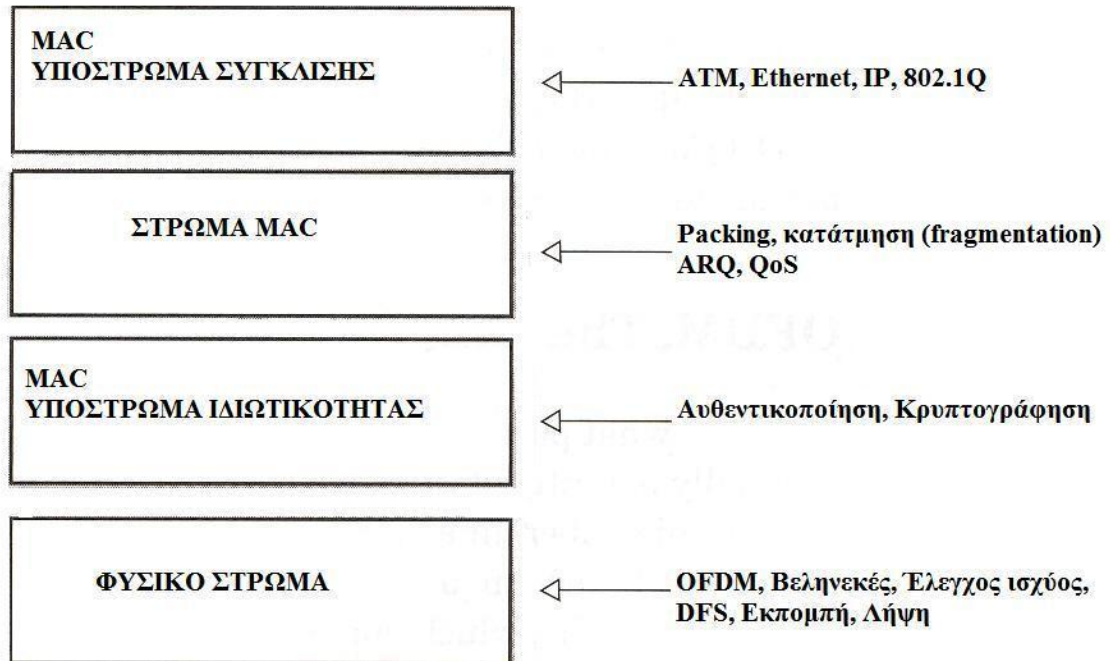 MAC
ΥΠΟΣΤΡΩΜΑ ΣΥΓΚΛΙΣΗΣ
ATM, Ethernet, IP, 802.1Q
ΣΤΡΩΜΑ MAC
Packing, κατάτμηση (fragmentation)
ARQ, QoS
MAC
ΥΠΟΣΤΡΩΜΑ ΙΔΙΩΤΙΚΟΤΗΤΑΣ
Αυθεντικοποίηση, Κρυπτογράφηση
ΦΥΣΙΚΟ ΣΤΡΩΜΑ
OFDM, Βεληνεκές, Έλεγχος ισχύος,
DFS, Εκπομπή, Λήψη